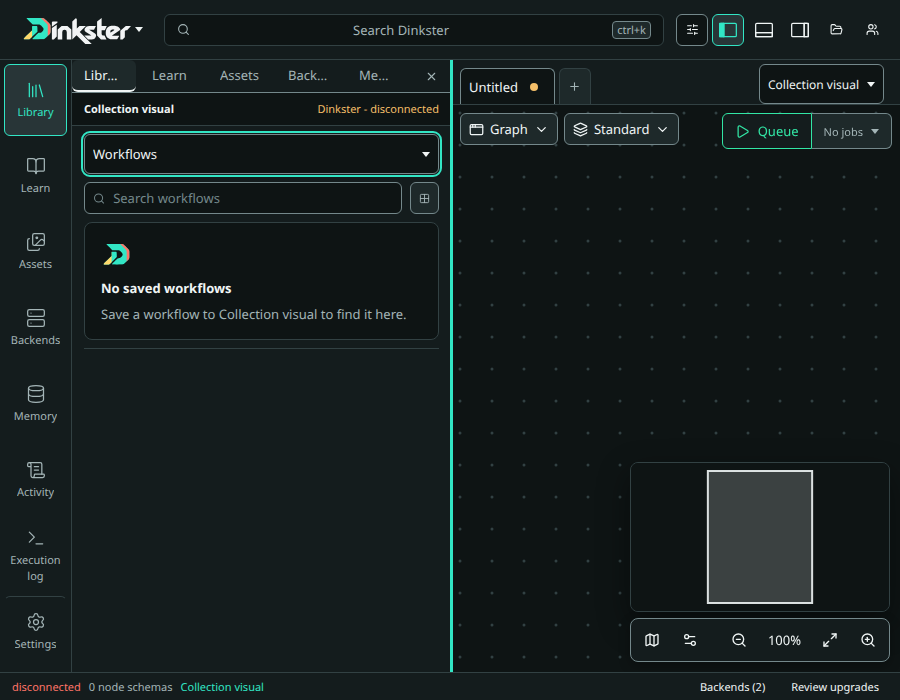 Dinkster
Search Dinkster
ctrl+k
Library
Learn
Assets
Backends
Memory
Activity
Execution
log
Settings
Libr...
Learn
Assets
Back...
Me...
Collection visual
Dinkster - disconnected
Workflows
Search workflows
No saved workflows
Save a workflow to Collection visual to find it here.
Untitled
Collection visual
Graph
Standard
Queue
No jobs
100%
disconnected
0 node schemas
Collection visual
Backends (2)
Review upgrades